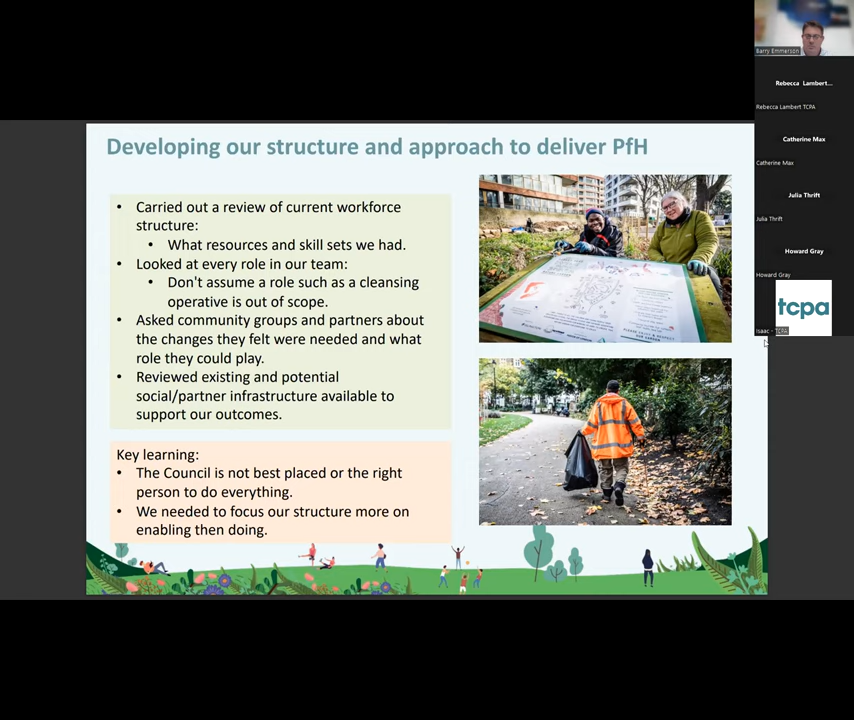 Developing our structure and approach to deliver PfH
• Carried out a review of current workforce
structure:
• What resources and skill sets we had.
• Looked at every role in our team:
• Don't assume a role such as a cleansing
operative is out of scope.
• Asked community groups and partners about
the changes they felt were needed and what
role they could play.
• Reviewed existing and potential
social/partner infrastructure available to
support our outcomes.
Key learning:
• The Council is not best placed or the right
person to do everything.
• We needed to focus our structure more on
enabling then doing.
Barry Emmerson
Rebecca Lambert...
Rebecca Lambert TCPA
Catherine Max
Catherine Max
Julia Thrift
Julia Thrift
Howard Gray
Howard Gray
tcpa
Isaac - TCPA